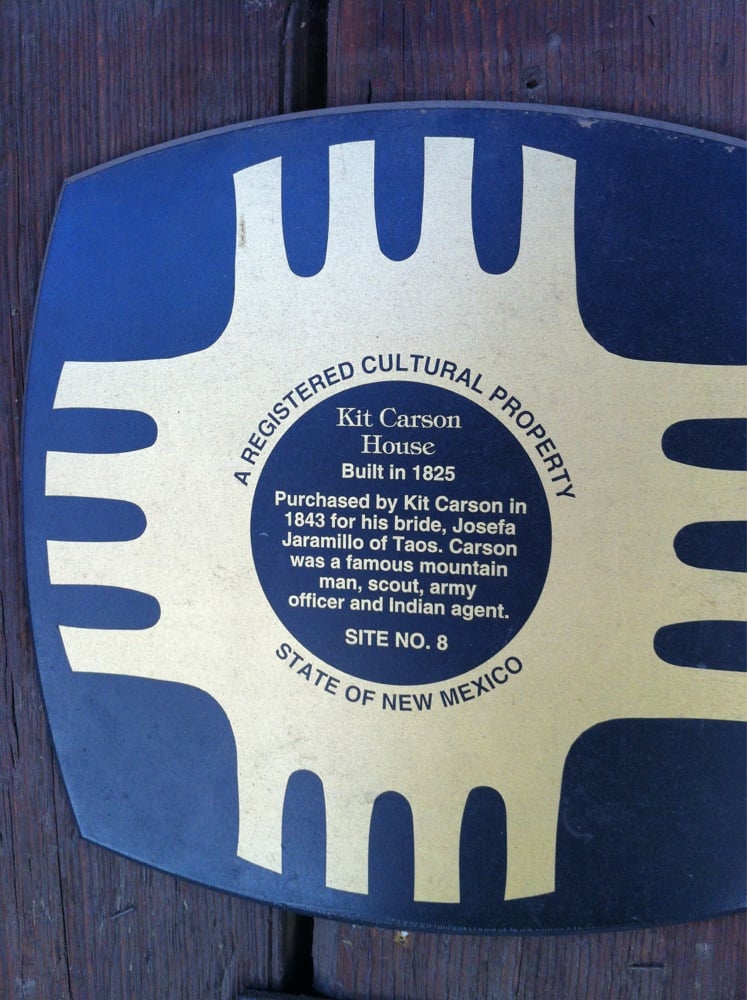 A REGISTERED CULTURAL PROPERTY
Kit Carson
House
Built in 1825
Purchased by Kit Carson in
1843 for his bride, Josefa
Jaramillo of Taos. Carson
was a famous mountain
man, scout, army
officer and Indian agent.
SITE NO. 8
STATE OF NEW MEXICO